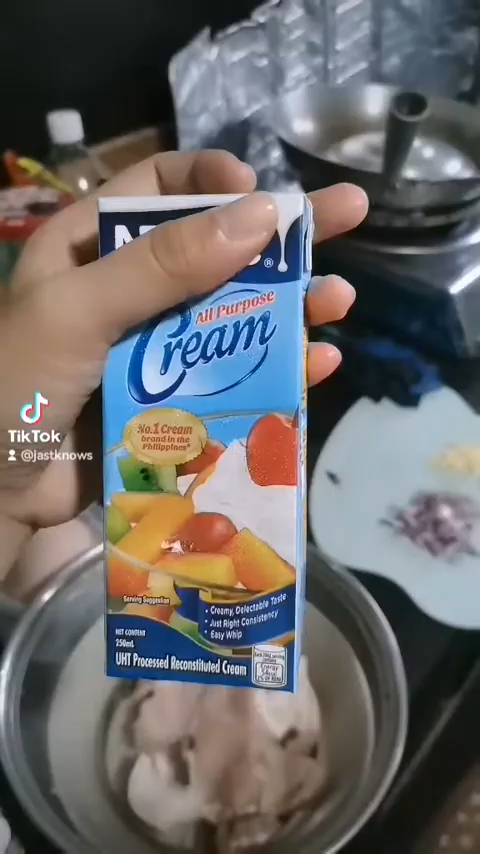 All Purpose
Cream
No.1 Cream
brand in the
Philippines*
TikTok
@jastknows
Serving Suggestion
• Creamy, Delectable Taste
• Just Right Consistency
• Easy Whip
NET CONTENT
250mL
UHT Processed Reconstituted Cream